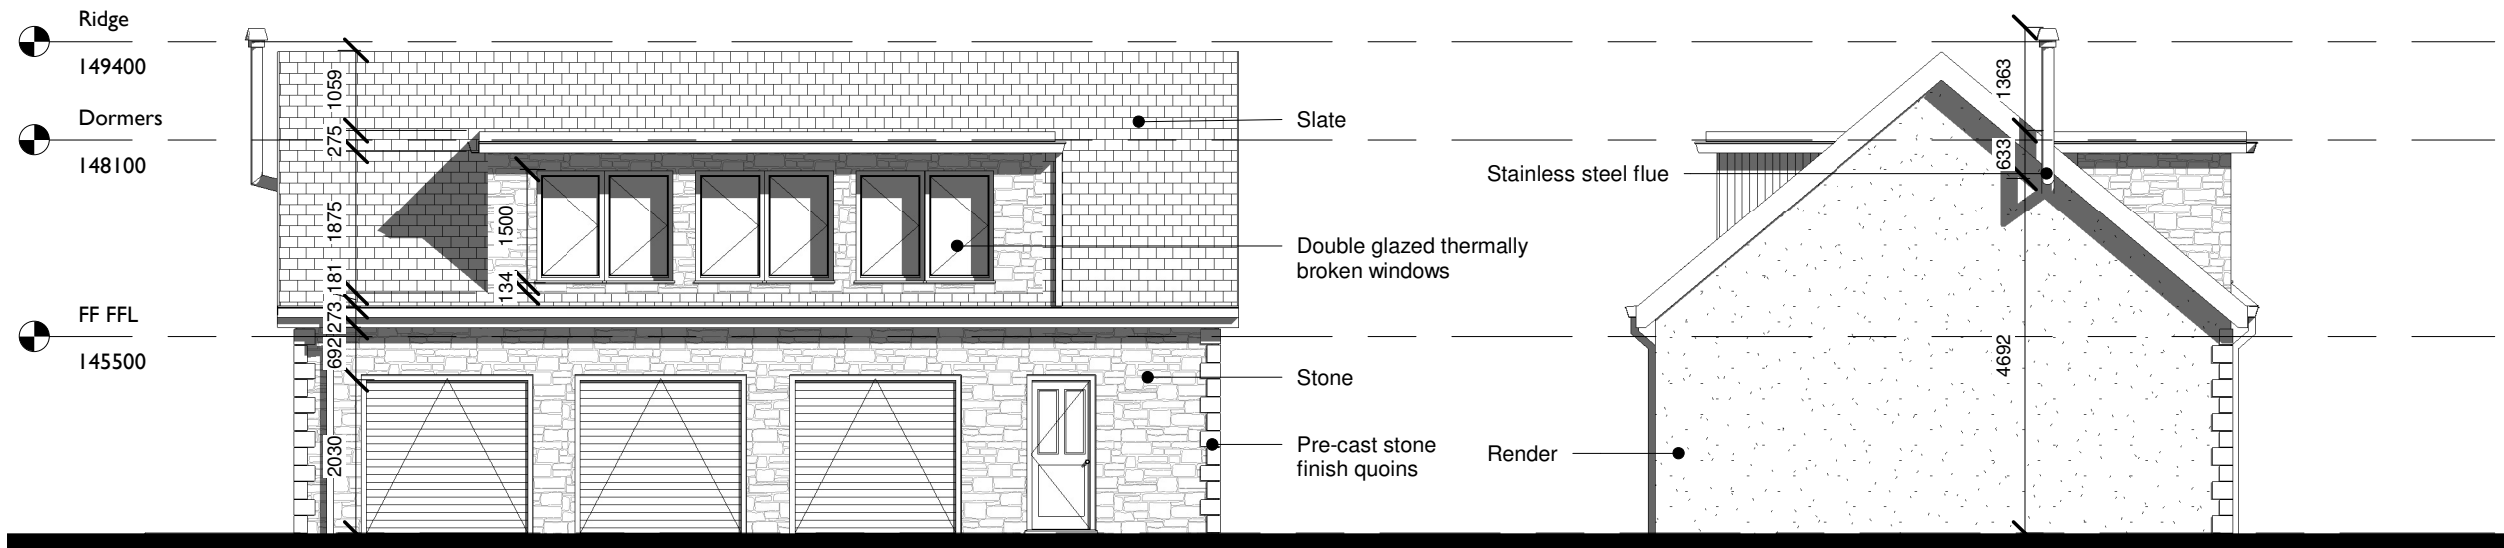 Ridge
149400
Dormers
148100
FF FFL
145500
1059
275
1875
181
273
692
2030
1500
134
Slate
Double glazed thermally
broken windows
Stone
Pre-cast stone
finish quoins
Stainless steel flue
Render
1363
633
4692